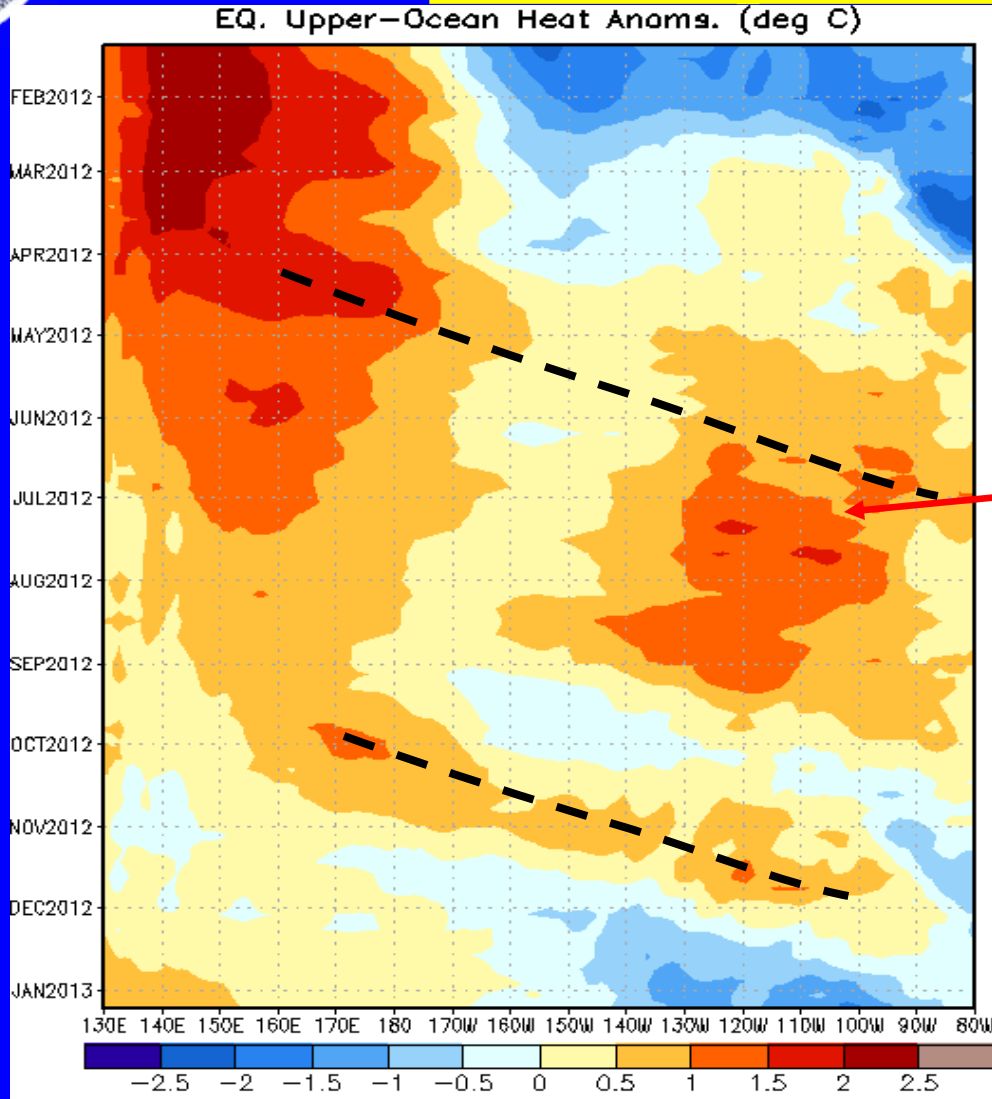 EQ. Upper-Ocean Heat Anoms. (deg C)
FEB2012
MAR2012
APR2012
MAY2012
JUN2012
JUL2012
AUG2012
SEP2012
OCT2012
NOV2012
DEC2012
JAN2013
130E 140E 150E 160E 170E 180 170W 160W 150W 140W 130W 120W 110W 100W 90W 80W
-2.5 -2 -1.5 -1 -0.5 0 0.5 1 1.5 2 2.5